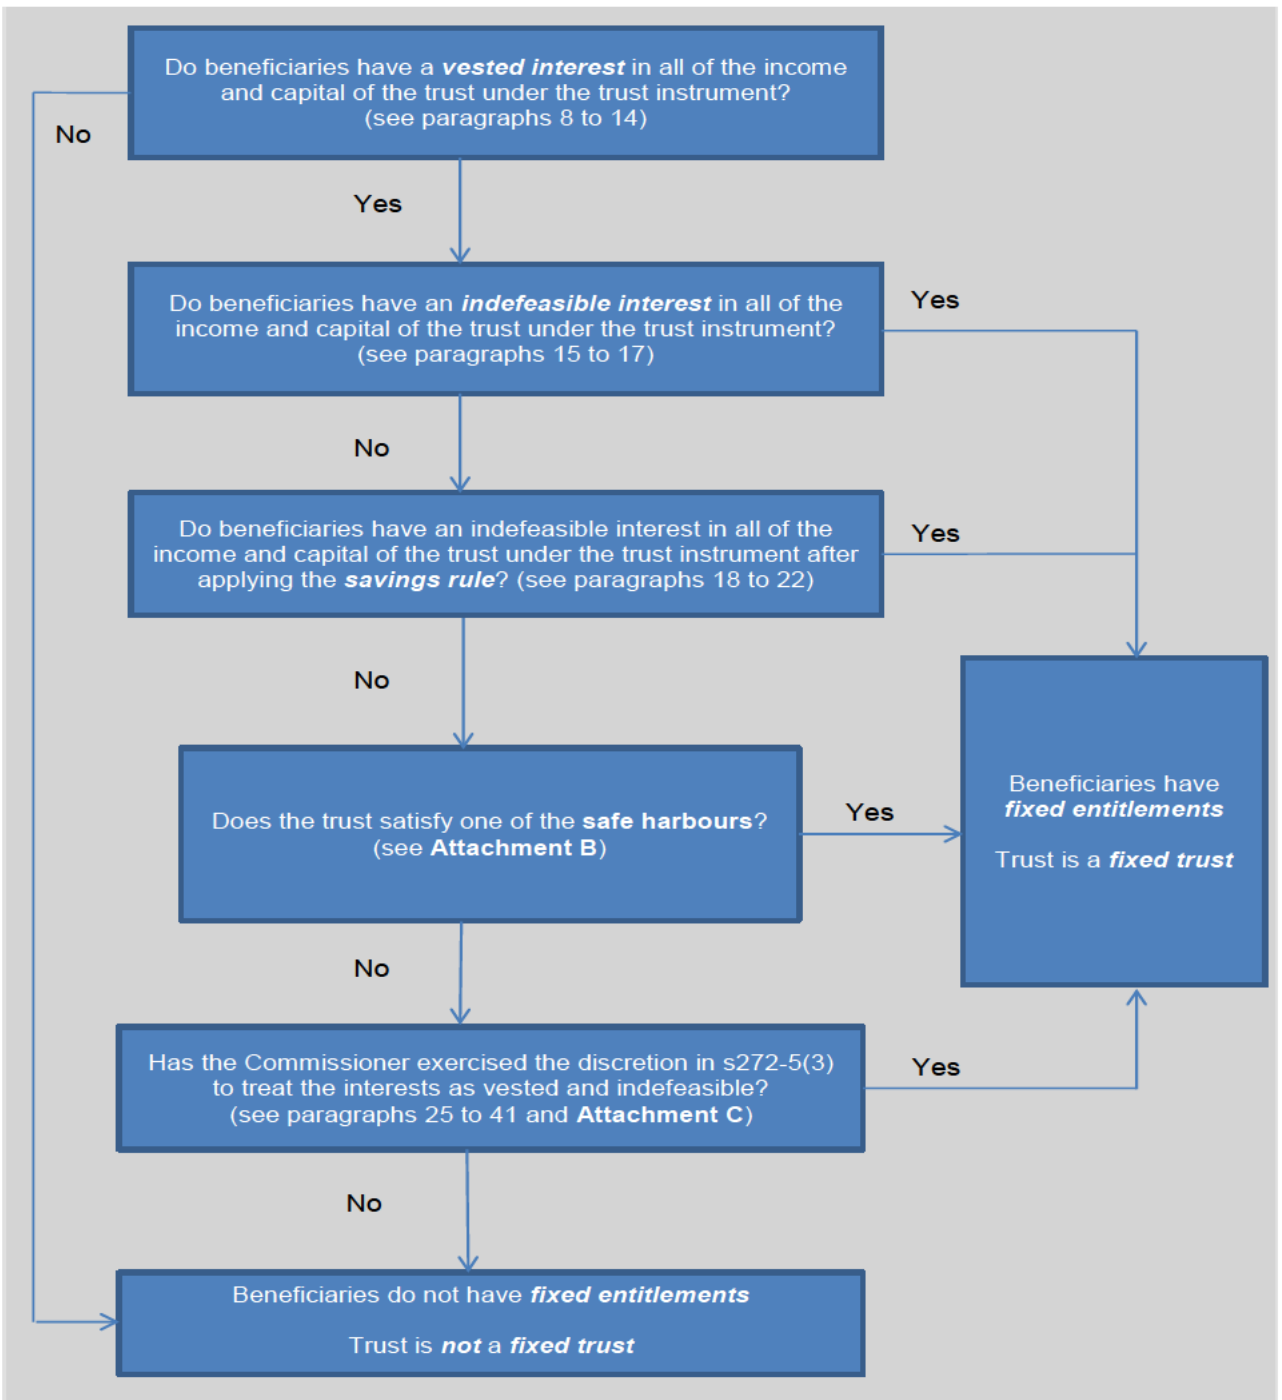 Do beneficiaries have a vested interest in all of the income
and capital of the trust under the trust instrument?
(see paragraphs 8 to 14)
No
Yes
Do beneficiaries have an indefeasible interest in all of the
income and capital of the trust under the trust instrument?
(see paragraphs 15 to 17)
Yes
No
Do beneficiaries have an indefeasible interest in all of the
income and capital of the trust under the trust instrument after
applying the savings rule? (see paragraphs 18 to 22)
Yes
No
Does the trust satisfy one of the safe harbours?
(see Attachment B)
Yes
Beneficiaries have
fixed entitlements
Trust is a fixed trust
No
Has the Commissioner exercised the discretion in s272-5(3)
to treat the interests as vested and indefeasible?
(see paragraphs 25 to 41 and Attachment C)
Yes
No
Beneficiaries do not have fixed entitlements
Trust is not a fixed trust